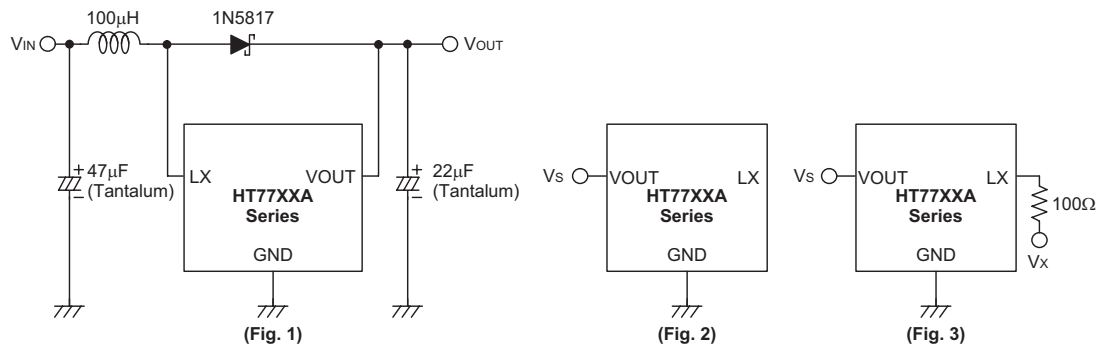 100μH
1N5817
VIN
VOUT
47μF
(Tantalum)
LX
VOUT
HT77XXA
Series
GND
22μF
(Tantalum)
(Fig. 1)
VS
VOUT
LX
HT77XXA
Series
GND
(Fig. 2)
VS
VOUT
LX
HT77XXA
Series
GND
100Ω
VX
(Fig. 3)